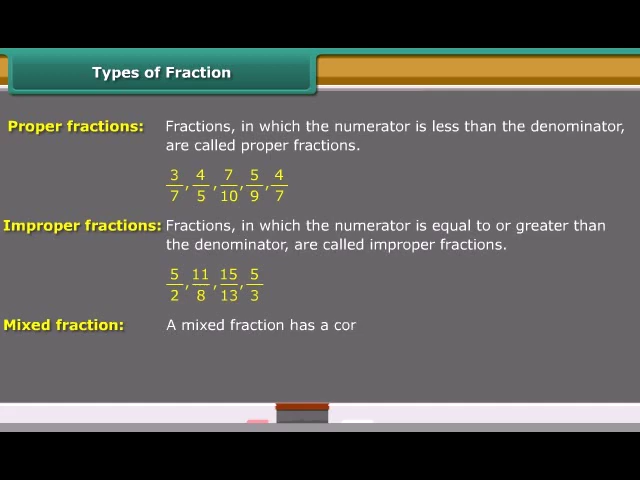 Types of Fraction
Proper fractions: Fractions, in which the numerator is less than the denominator,
are called proper fractions.
3/7, 4/5, 7/10, 5/9, 4/7
Improper fractions: Fractions, in which the numerator is equal to or greater than
the denominator, are called improper fractions.
5/2, 11/8, 15/13, 5/3
Mixed fraction: A mixed fraction has a cor